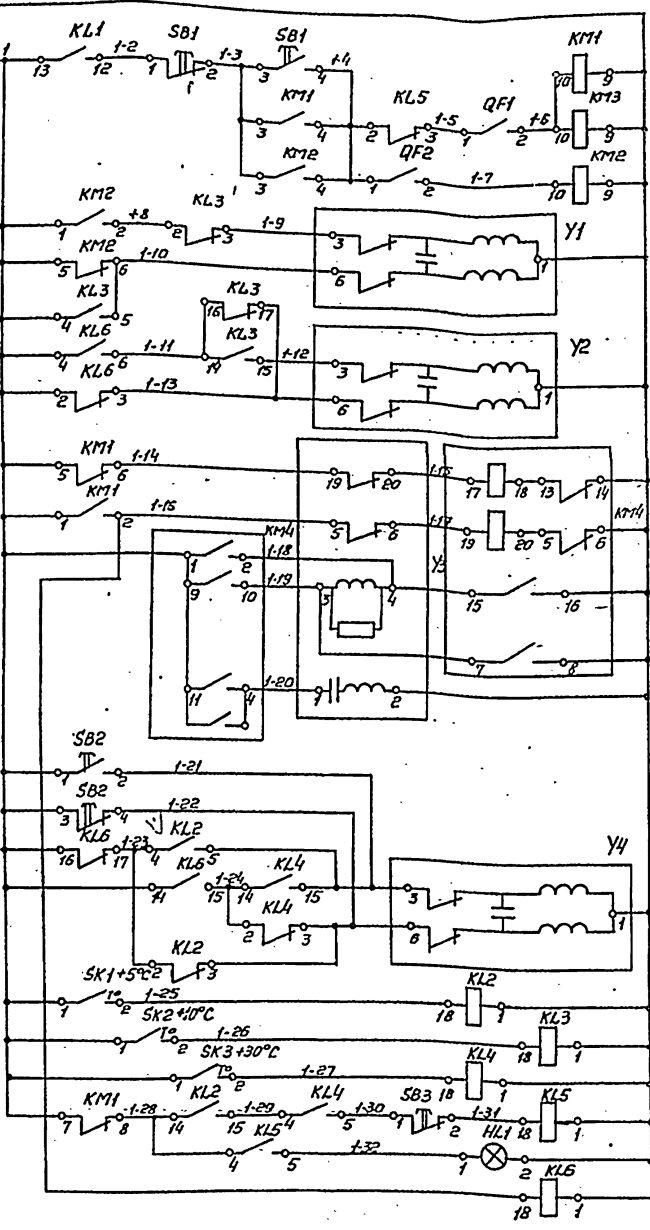 1 KL1 1-2 SB1 1-3 SB1 1-4 KM1
13 12 1 2 3 4 10 9
KM1 KL5 KM3
3 4 2 3 1-5 QF1 1 2 1-6 10 9
KM2 QF2 KM2
3 4 1 2 1-7 10 9
KM2 1-8 KL3 1-9 Y1
1 2 2 3 3 1
KM2 1-10
5 6 6
KL3 KL3
4 5 16 17
KL6 1-11 KL3 1-12 Y2
4 6 14 15 3 1
KL6 1-13
2 3 6
KM1 1-14 1-16
5 6 19 20 17 18 13 14
KM1 1-15 1-17 KM4
1 2 5 6 19 20 5 6
KM4 1-18 Y3
1 2
1-19
9 10 3 4 15 16
7 8
1-20
11 4 1 2
SB2 1-21
1 2
SB2 1-22
3 4
KL6 1-23 KL2 Y4
16 17 4 5
KL6 1-24 KL4
14 15 14 15 3 1
KL4
2 3 6
KL2
2 3
SK1 +5°C 1-25 KL2
1 T° 2 18 1
SK2 +10°C 1-26 KL3
1 T° 2 18 1
SK3 +30°C 1-27 KL4
1 T° 2 18 1
KM1 1-28 KL2 1-29 KL4 1-30 SB3 1-31 KL5
7 8 14 15 4 5 1 2 18 1
KL5 1-32 HL1
4 5 1 2
KL6
18 1